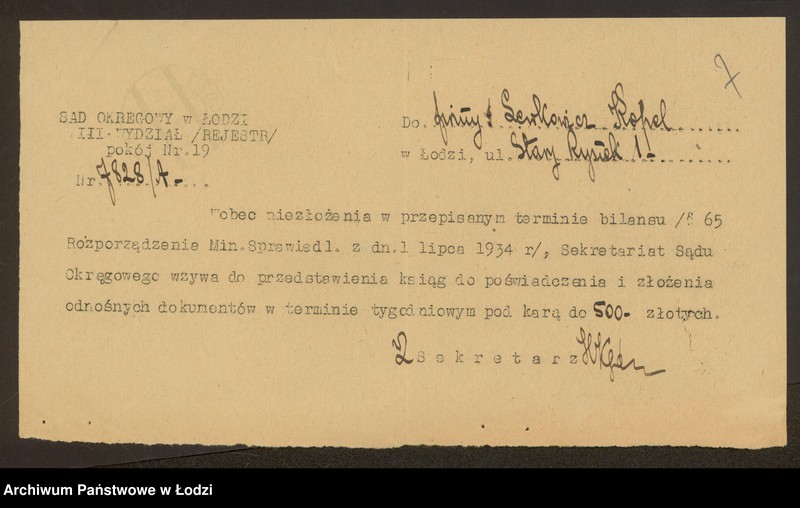 7
SĄD OKRĘGOWY w ŁODZI
III-WYDZIAŁ /REJESTR/
pokój Nr.19
Nr. 7828/A-
Do. firmy: Lewkowicz Kopel
w Łodzi, ul. Stary Rynek 1-
Wobec niezłożenia w przepisanym terminie bilansu /§ 65
Rozporządzenie Min.Sprawiedl. z dn.1 lipca 1934 r/, Sekretariat Sądu
Okręgowego wzywa do przedstawienia ksiąg do poświadczenia i złożenia
odnośnych dokumentów w terminie tygodniowym pod karą do 500- złotych.
Sekretarz
Archiwum Państwowe w Łodzi